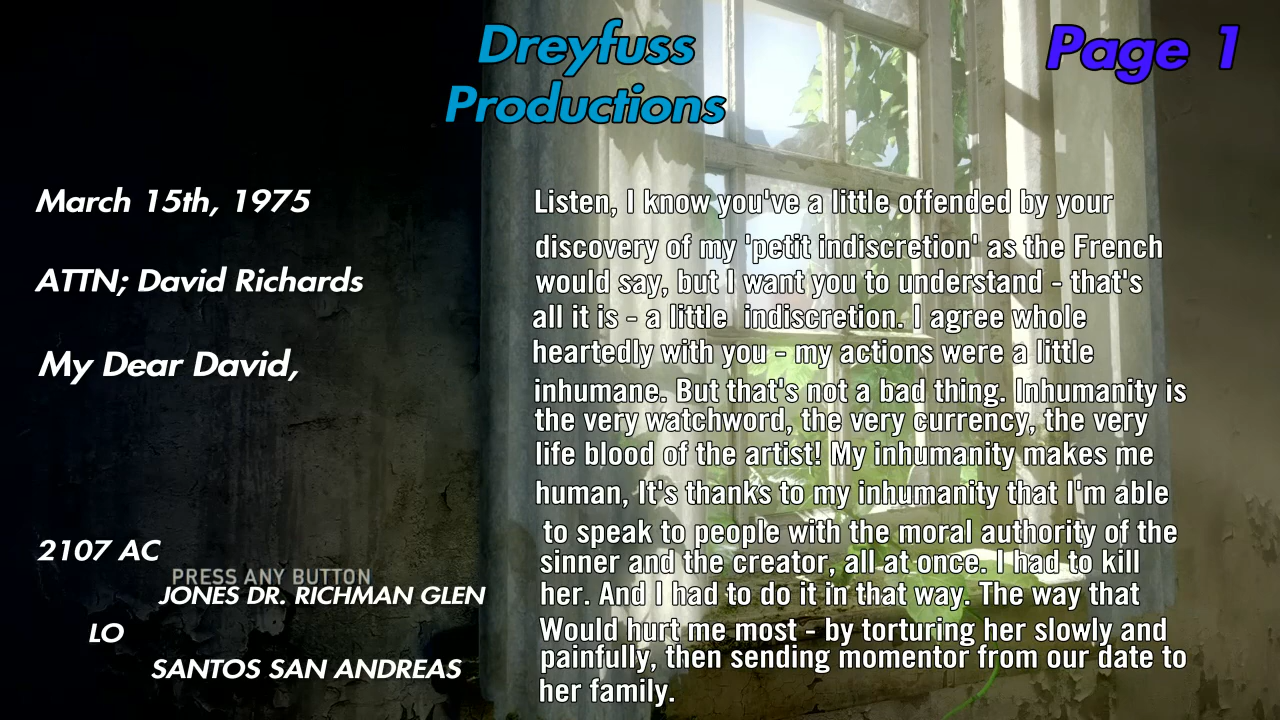 Dreyfuss
Productions
Page 1
March 15th, 1975
ATTN; David Richards
My Dear David,
2107 AC
PRESS ANY BUTTON
JONES DR. RICHMAN GLEN
LO
SANTOS SAN ANDREAS
Listen, I know you've a little offended by your
discovery of my 'petit indiscretion' as the French
would say, but I want you to understand - that's
all it is - a little indiscretion. I agree whole
heartedly with you - my actions were a little
inhumane. But that's not a bad thing. Inhumanity is
the very watchword, the very currency, the very
life blood of the artist! My inhumanity makes me
human, It's thanks to my inhumanity that I'm able
to speak to people with the moral authority of the
sinner and the creator, all at once. I had to kill
her. And I had to do it in that way. The way that
Would hurt me most - by torturing her slowly and
painfully, then sending momentor from our date to
her family.